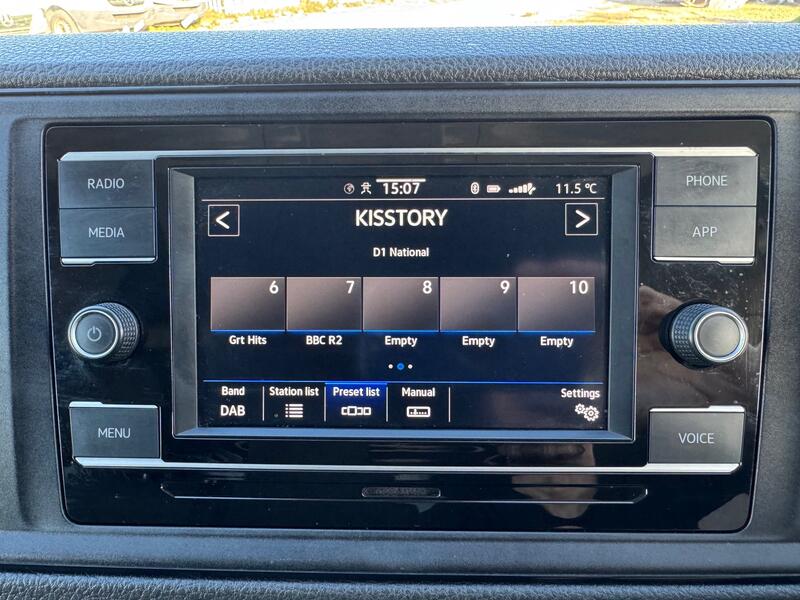 RADIO
MEDIA
MENU
15:07
11.5 °C
<
KISSTORY
>
D1 National
6 7 8 9 10
Grt Hits BBC R2 Empty Empty Empty
Band Station list Preset list Manual Settings
DAB
PHONE
APP
VOICE